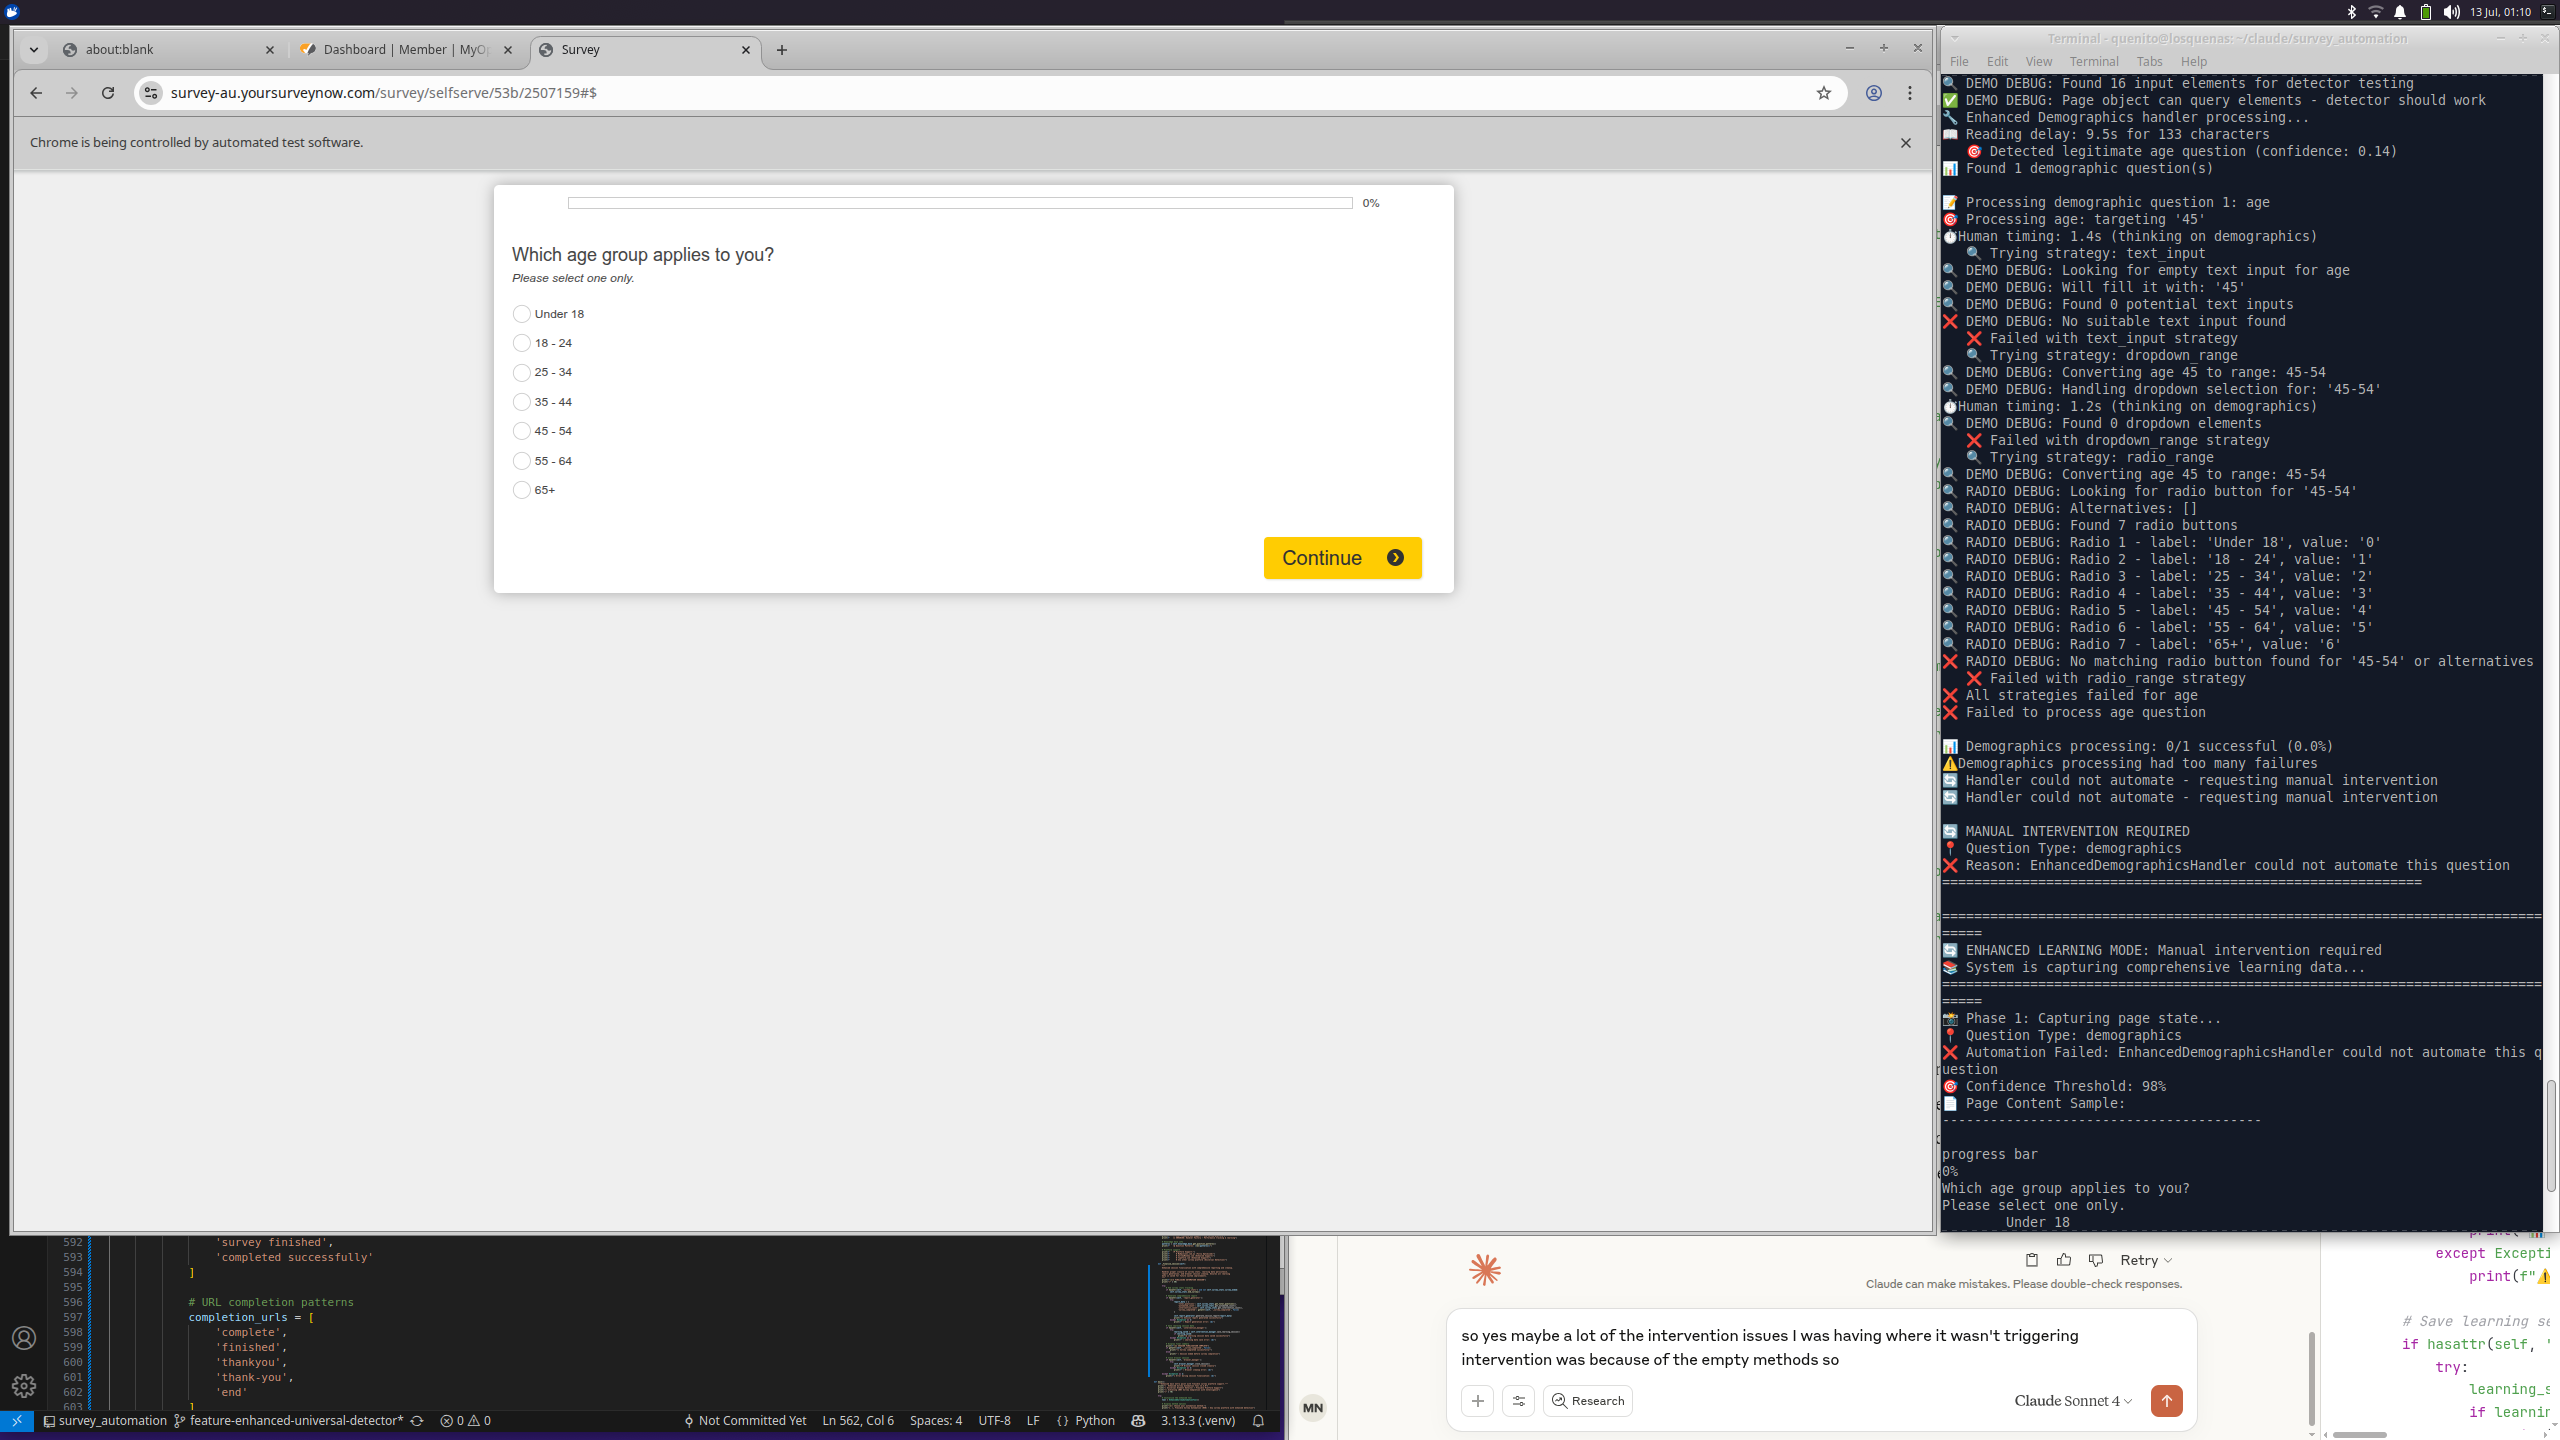 13 Jul, 01:10
about:blank
Dashboard | Member | MyOp
Survey
survey-au.yoursurveynow.com/survey/selfserve/53b/2507159#$
Chrome is being controlled by automated test software.
0%
Which age group applies to you?
Please select one only.
Under 18
18 - 24
25 - 34
35 - 44
45 - 54
55 - 64
65+
Continue
Terminal - quenito@losquenas: ~/claude/survey_automation
File Edit View Terminal Tabs Help
🔍 DEMO DEBUG: Found 16 input elements for detector testing
✅ DEMO DEBUG: Page object can query elements - detector should work
🔧 Enhanced Demographics handler processing...
📖 Reading delay: 9.5s for 133 characters
🎯 Detected legitimate age question (confidence: 0.14)
📊 Found 1 demographic question(s)
📝 Processing demographic question 1: age
🎯 Processing age: targeting '45'
⏱️Human timing: 1.4s (thinking on demographics)
🔍 Trying strategy: text_input
🔍 DEMO DEBUG: Looking for empty text input for age
🔍 DEMO DEBUG: Will fill it with: '45'
🔍 DEMO DEBUG: Found 0 potential text inputs
❌ DEMO DEBUG: No suitable text input found
❌ Failed with text_input strategy
🔍 Trying strategy: dropdown_range
🔍 DEMO DEBUG: Converting age 45 to range: 45-54
🔍 DEMO DEBUG: Handling dropdown selection for: '45-54'
⏱️Human timing: 1.2s (thinking on demographics)
🔍 DEMO DEBUG: Found 0 dropdown elements
❌ Failed with dropdown_range strategy
🔍 Trying strategy: radio_range
🔍 DEMO DEBUG: Converting age 45 to range: 45-54
🔍 RADIO DEBUG: Looking for radio button for '45-54'
🔍 RADIO DEBUG: Alternatives: []
🔍 RADIO DEBUG: Found 7 radio buttons
🔍 RADIO DEBUG: Radio 1 - label: 'Under 18', value: '0'
🔍 RADIO DEBUG: Radio 2 - label: '18 - 24', value: '1'
🔍 RADIO DEBUG: Radio 3 - label: '25 - 34', value: '2'
🔍 RADIO DEBUG: Radio 4 - label: '35 - 44', value: '3'
🔍 RADIO DEBUG: Radio 5 - label: '45 - 54', value: '4'
🔍 RADIO DEBUG: Radio 6 - label: '55 - 64', value: '5'
🔍 RADIO DEBUG: Radio 7 - label: '65+', value: '6'
❌ RADIO DEBUG: No matching radio button found for '45-54' or alternatives
❌ Failed with radio_range strategy
❌ All strategies failed for age
❌ Failed to process age question
📊 Demographics processing: 0/1 successful (0.0%)
⚠️Demographics processing had too many failures
🔄 Handler could not automate - requesting manual intervention
🔄 Handler could not automate - requesting manual intervention
🔄 MANUAL INTERVENTION REQUIRED
📍 Question Type: demographics
❌ Reason: EnhancedDemographicsHandler could not automate this question
============================================================
===========================================================================
=====
🔄 ENHANCED LEARNING MODE: Manual intervention required
📚 System is capturing comprehensive learning data...
===========================================================================
=====
📸 Phase 1: Capturing page state...
📍 Question Type: demographics
❌ Automation Failed: EnhancedDemographicsHandler could not automate this q
uestion
🎯 Confidence Threshold: 98%
📄 Page Content Sample:
----------------------------------------
progress bar
0%
Which age group applies to you?
Please select one only.
Under 18
592 'survey finished',
593 'completed successfully'
594 ]
595
596 # URL completion patterns
597 completion_urls = [
598 'complete',
599 'finished',
600 'thankyou',
601 'thank-you',
602 'end'
603 ]
survey_automation feature-enhanced-universal-detector* 0 0 Not Committed Yet Ln 562, Col 6 Spaces: 4 UTF-8 LF {} Python 3.13.3 (.venv)
Retry
Claude can make mistakes. Please double-check responses.
so yes maybe a lot of the intervention issues I was having where it wasn't triggering
intervention was because of the empty methods so
Research
Claude Sonnet 4
MN
except Excepti
print(f"⚠
# Save learning se
if hasattr(self, '
try:
learning_s
if learnin